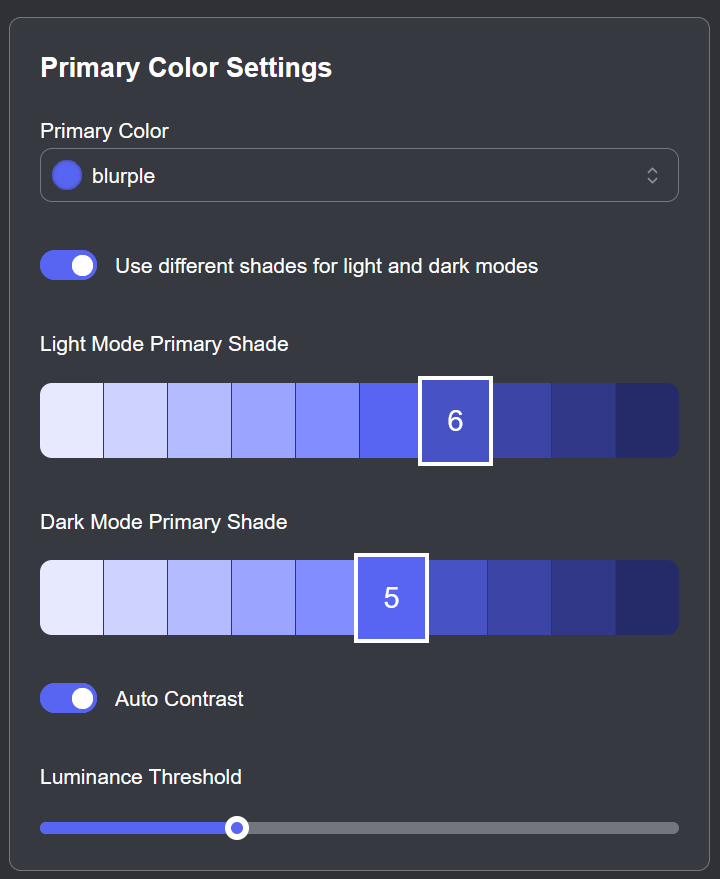 Primary Color Settings
Primary Color
blurple
Use different shades for light and dark modes
Light Mode Primary Shade
6
Dark Mode Primary Shade
5
Auto Contrast
Luminance Threshold